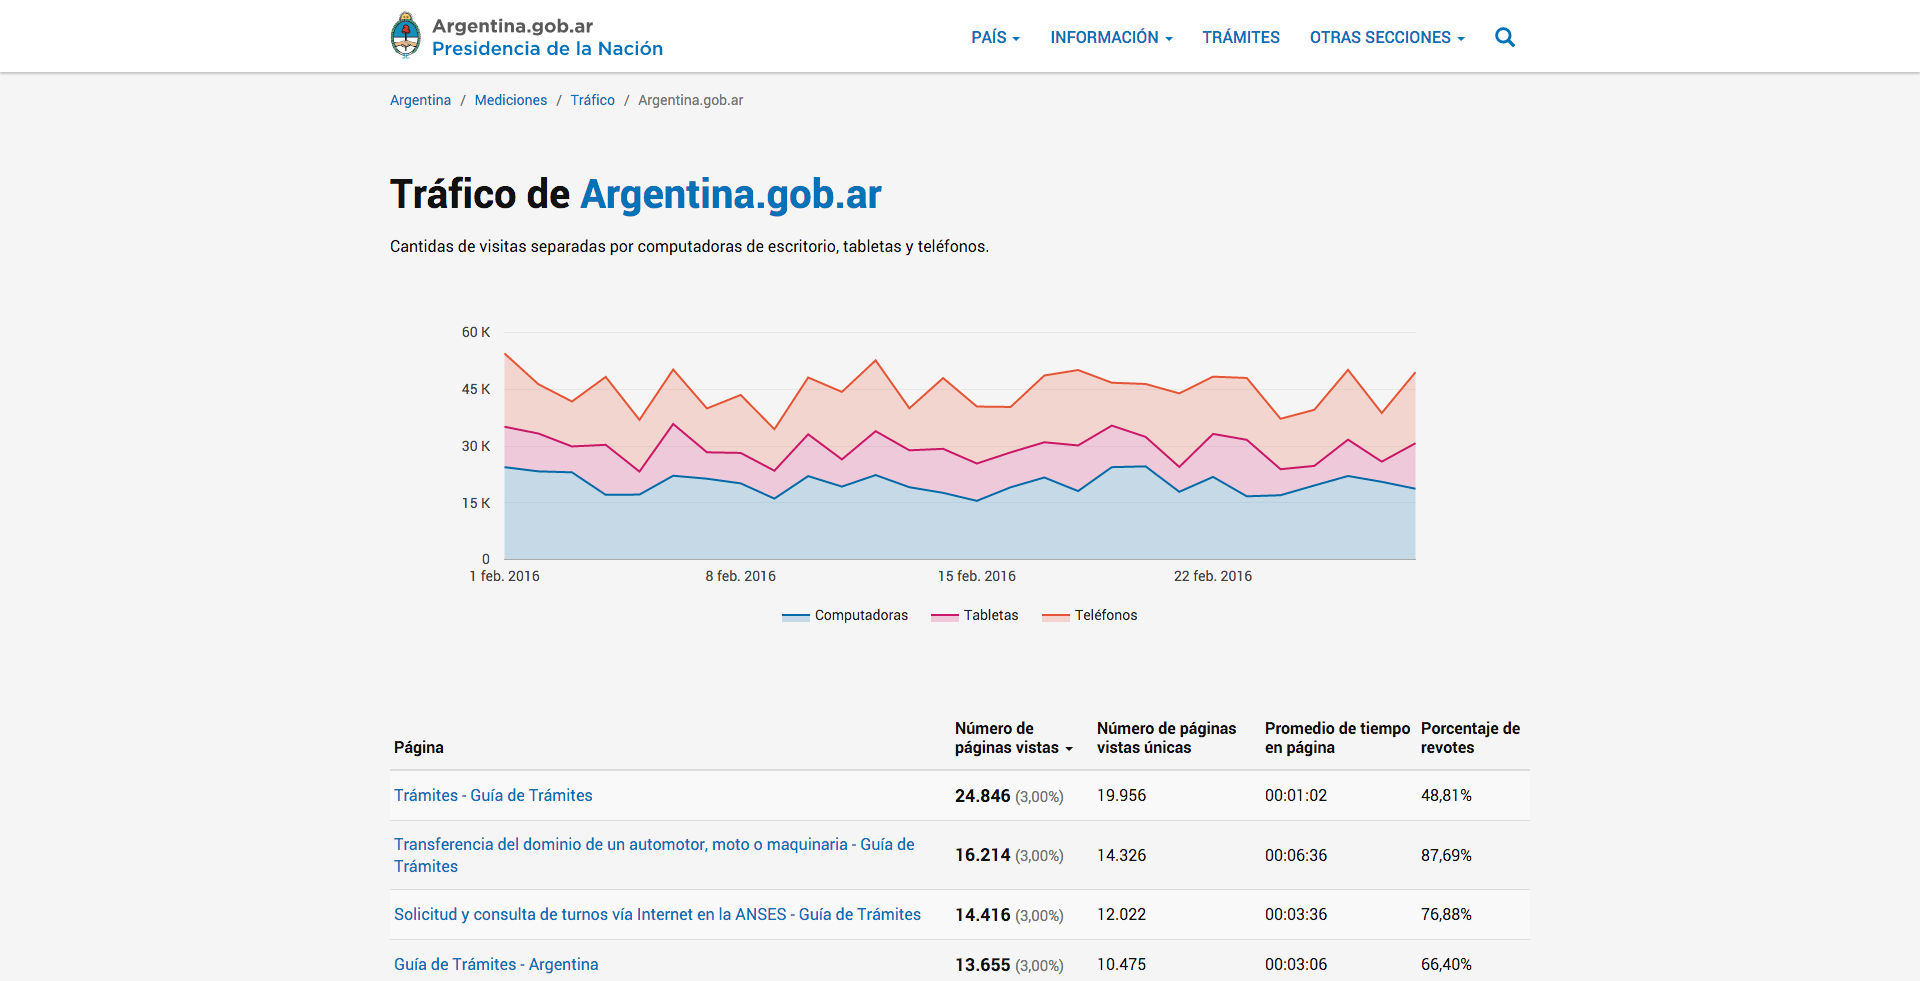 Argentina.gob.ar
Presidencia de la Nación
PAÍS
INFORMACIÓN
TRÁMITES
OTRAS SECCIONES
Argentina / Mediciones / Tráfico / Argentina.gob.ar
Tráfico de Argentina.gob.ar
Cantidas de visitas separadas por computadoras de escritorio, tabletas y teléfonos.
60 K
45 K
30 K
15 K
0
1 feb. 2016
8 feb. 2016
15 feb. 2016
22 feb. 2016
Computadoras
Tabletas
Teléfonos
Página
Número de
páginas vistas
Número de páginas
vistas únicas
Promedio de tiempo
en página
Porcentaje de
revotes
Trámites - Guía de Trámites
24.846 (3,00%)
19.956
00:01:02
48,81%
Transferencia del dominio de un automotor, moto o maquinaria - Guía de
Trámites
16.214 (3,00%)
14.326
00:06:36
87,69%
Solicitud y consulta de turnos vía Internet en la ANSES - Guía de Trámites
14.416 (3,00%)
12.022
00:03:36
76,88%
Guía de Trámites - Argentina
13.655 (3,00%)
10.475
00:03:06
66,40%